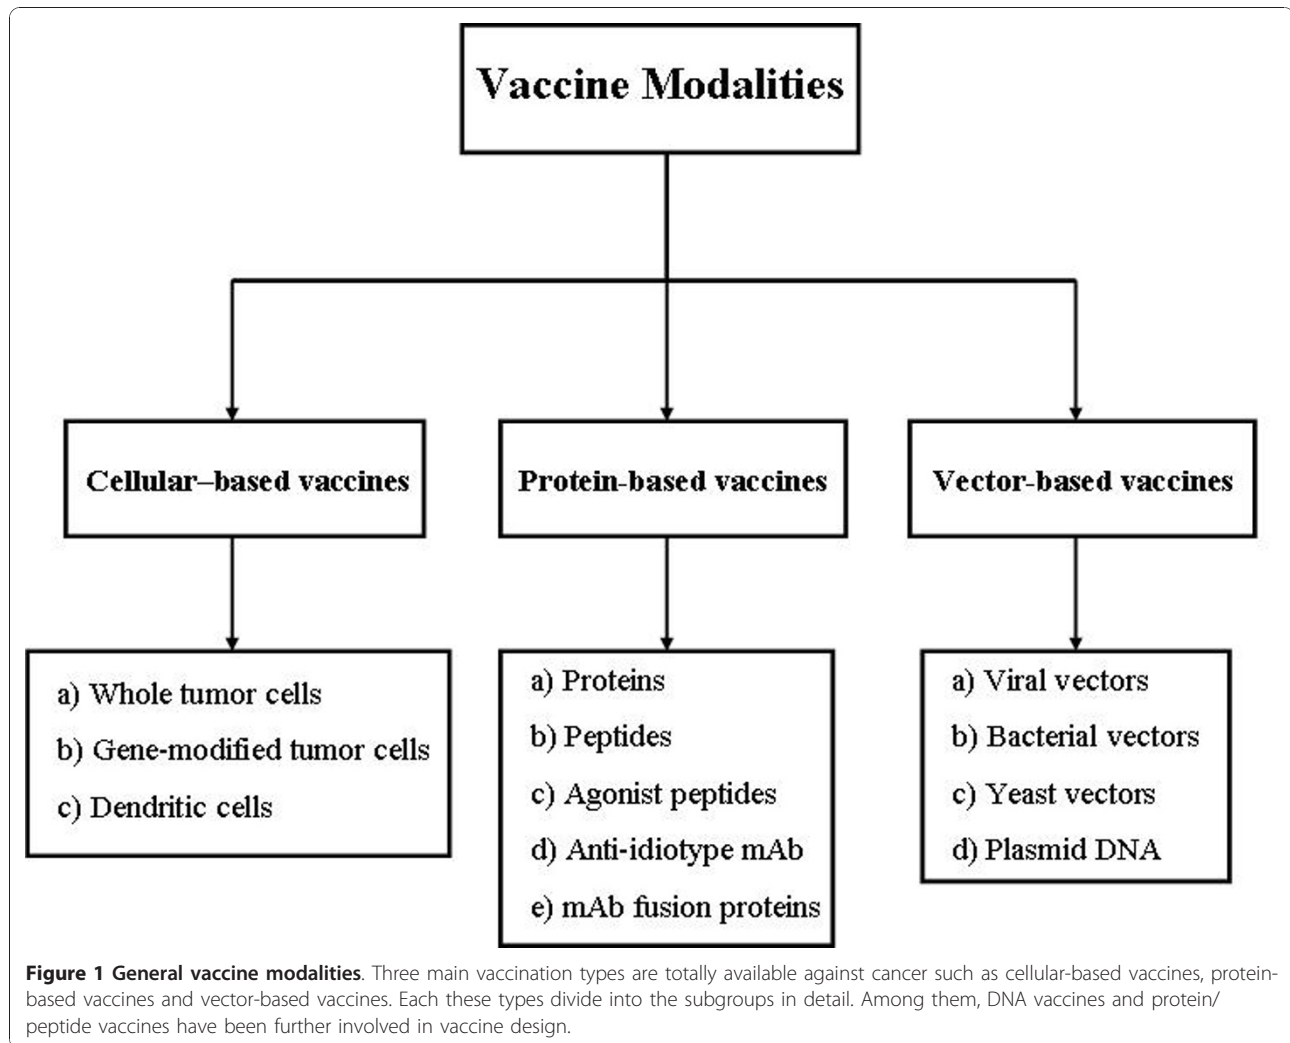 Vaccine Modalities
Cellular–based vaccines
Protein-based vaccines
Vector-based vaccines
a) Whole tumor cells
b) Gene-modified tumor cells
c) Dendritic cells
a) Proteins
b) Peptides
c) Agonist peptides
d) Anti-idiotype mAb
e) mAb fusion proteins
a) Viral vectors
b) Bacterial vectors
c) Yeast vectors
d) Plasmid DNA
Figure 1 General vaccine modalities. Three main vaccination types are totally available against cancer such as cellular-based vaccines, protein-
based vaccines and vector-based vaccines. Each these types divide into the subgroups in detail. Among them, DNA vaccines and protein/
peptide vaccines have been further involved in vaccine design.